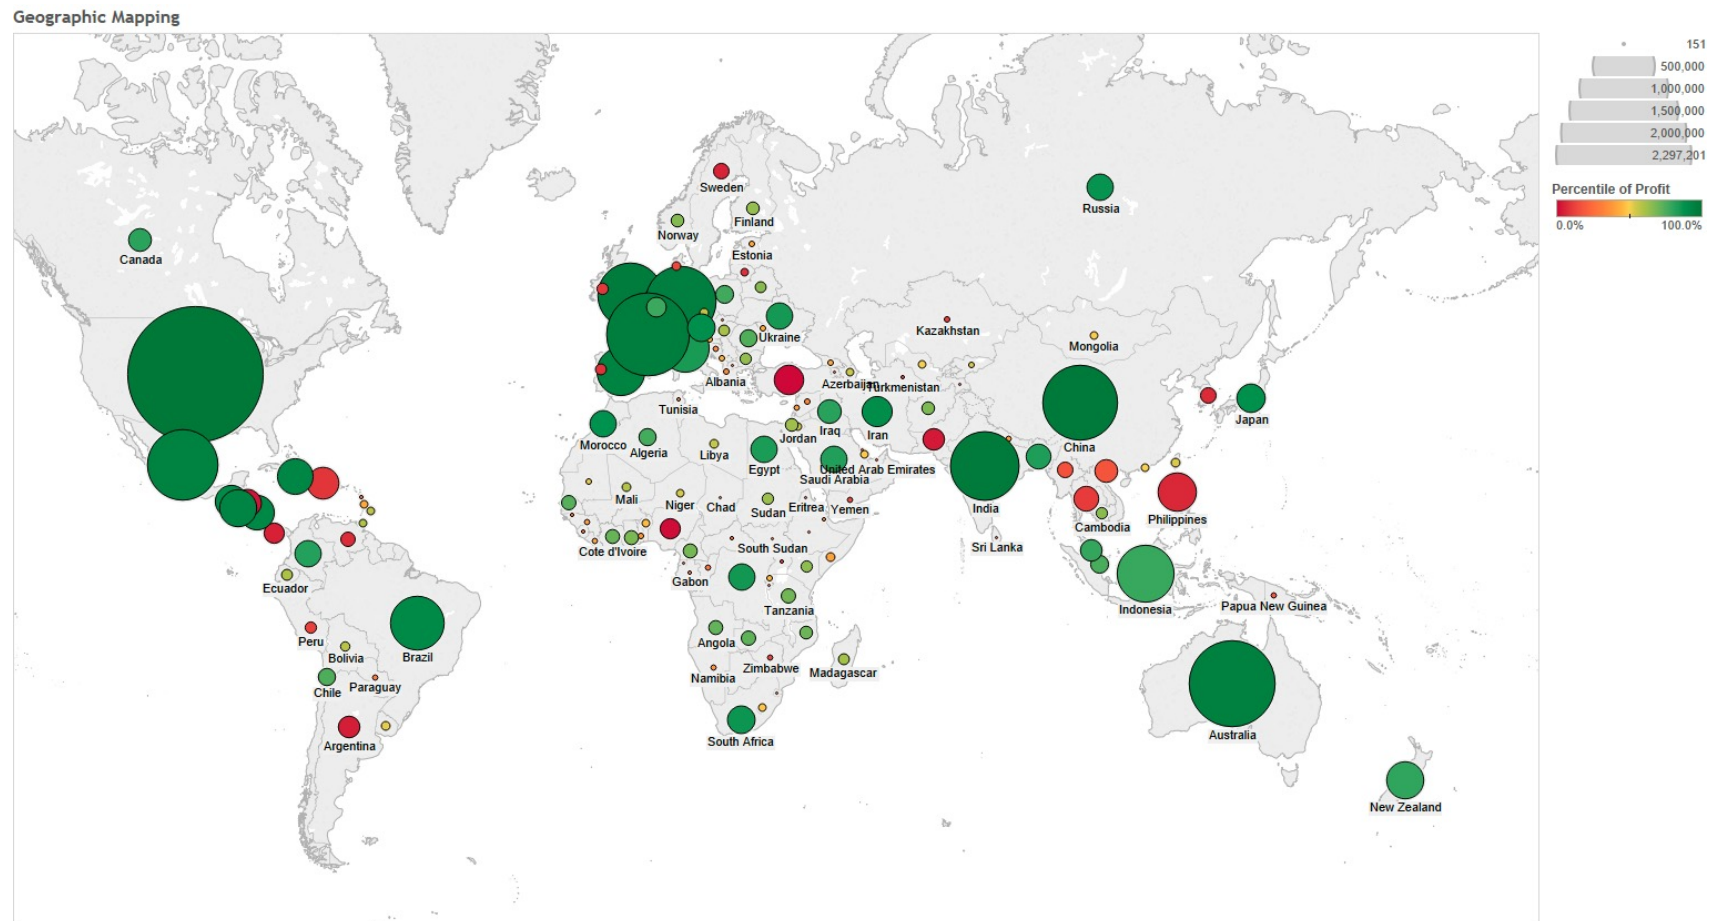 Geographic Mapping
151
500,000
1,000,000
1,500,000
2,000,000
2,297,201
Percentile of Profit
0.0%
100.0%
Sweden
Russia
Finland
Norway
Canada
Estonia
Kazakhstan
Ukraine
Mongolia
Albania
Azerbaijan
Turkmenistan
Tunisia
Japan
Iraq
Iran
Jordan
Morocco
Algeria
Libya
Egypt
China
United Arab Emirates
Saudi Arabia
Mali
Niger
Chad
Sudan
Eritrea
Yemen
India
Philippines
Cambodia
Cote d'Ivoire
South Sudan
Sri Lanka
Gabon
Ecuador
Tanzania
Indonesia
Papua New Guinea
Peru
Angola
Bolivia
Brazil
Zimbabwe
Namibia
Madagascar
Chile
Paraguay
Argentina
South Africa
Australia
New Zealand